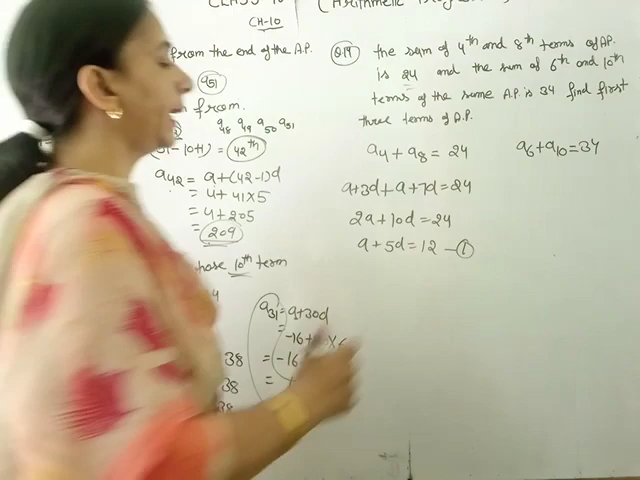 CLASS 10
(Arithmetic
CH-10
from the end of the A.P.
a51
from.
a48 a49 a50 a51
- 10+1) = 42th
a42 = a+(42-1)d
= 4+41×5
= 4+205
= 209
whose 10th term
a31 = a+30d
= -16+
38 = -16
38 =
38
Q.19 the sum of 4th and 8th terms of AP.
is 24 and the sum of 6th and 10th
terms of the same A.P. is 34 find first
three terms of A.P.
a4 + a8 = 24 a6+a10=34
a+3d+a+7d=24
2a+10d=24
a+5d=12 —①